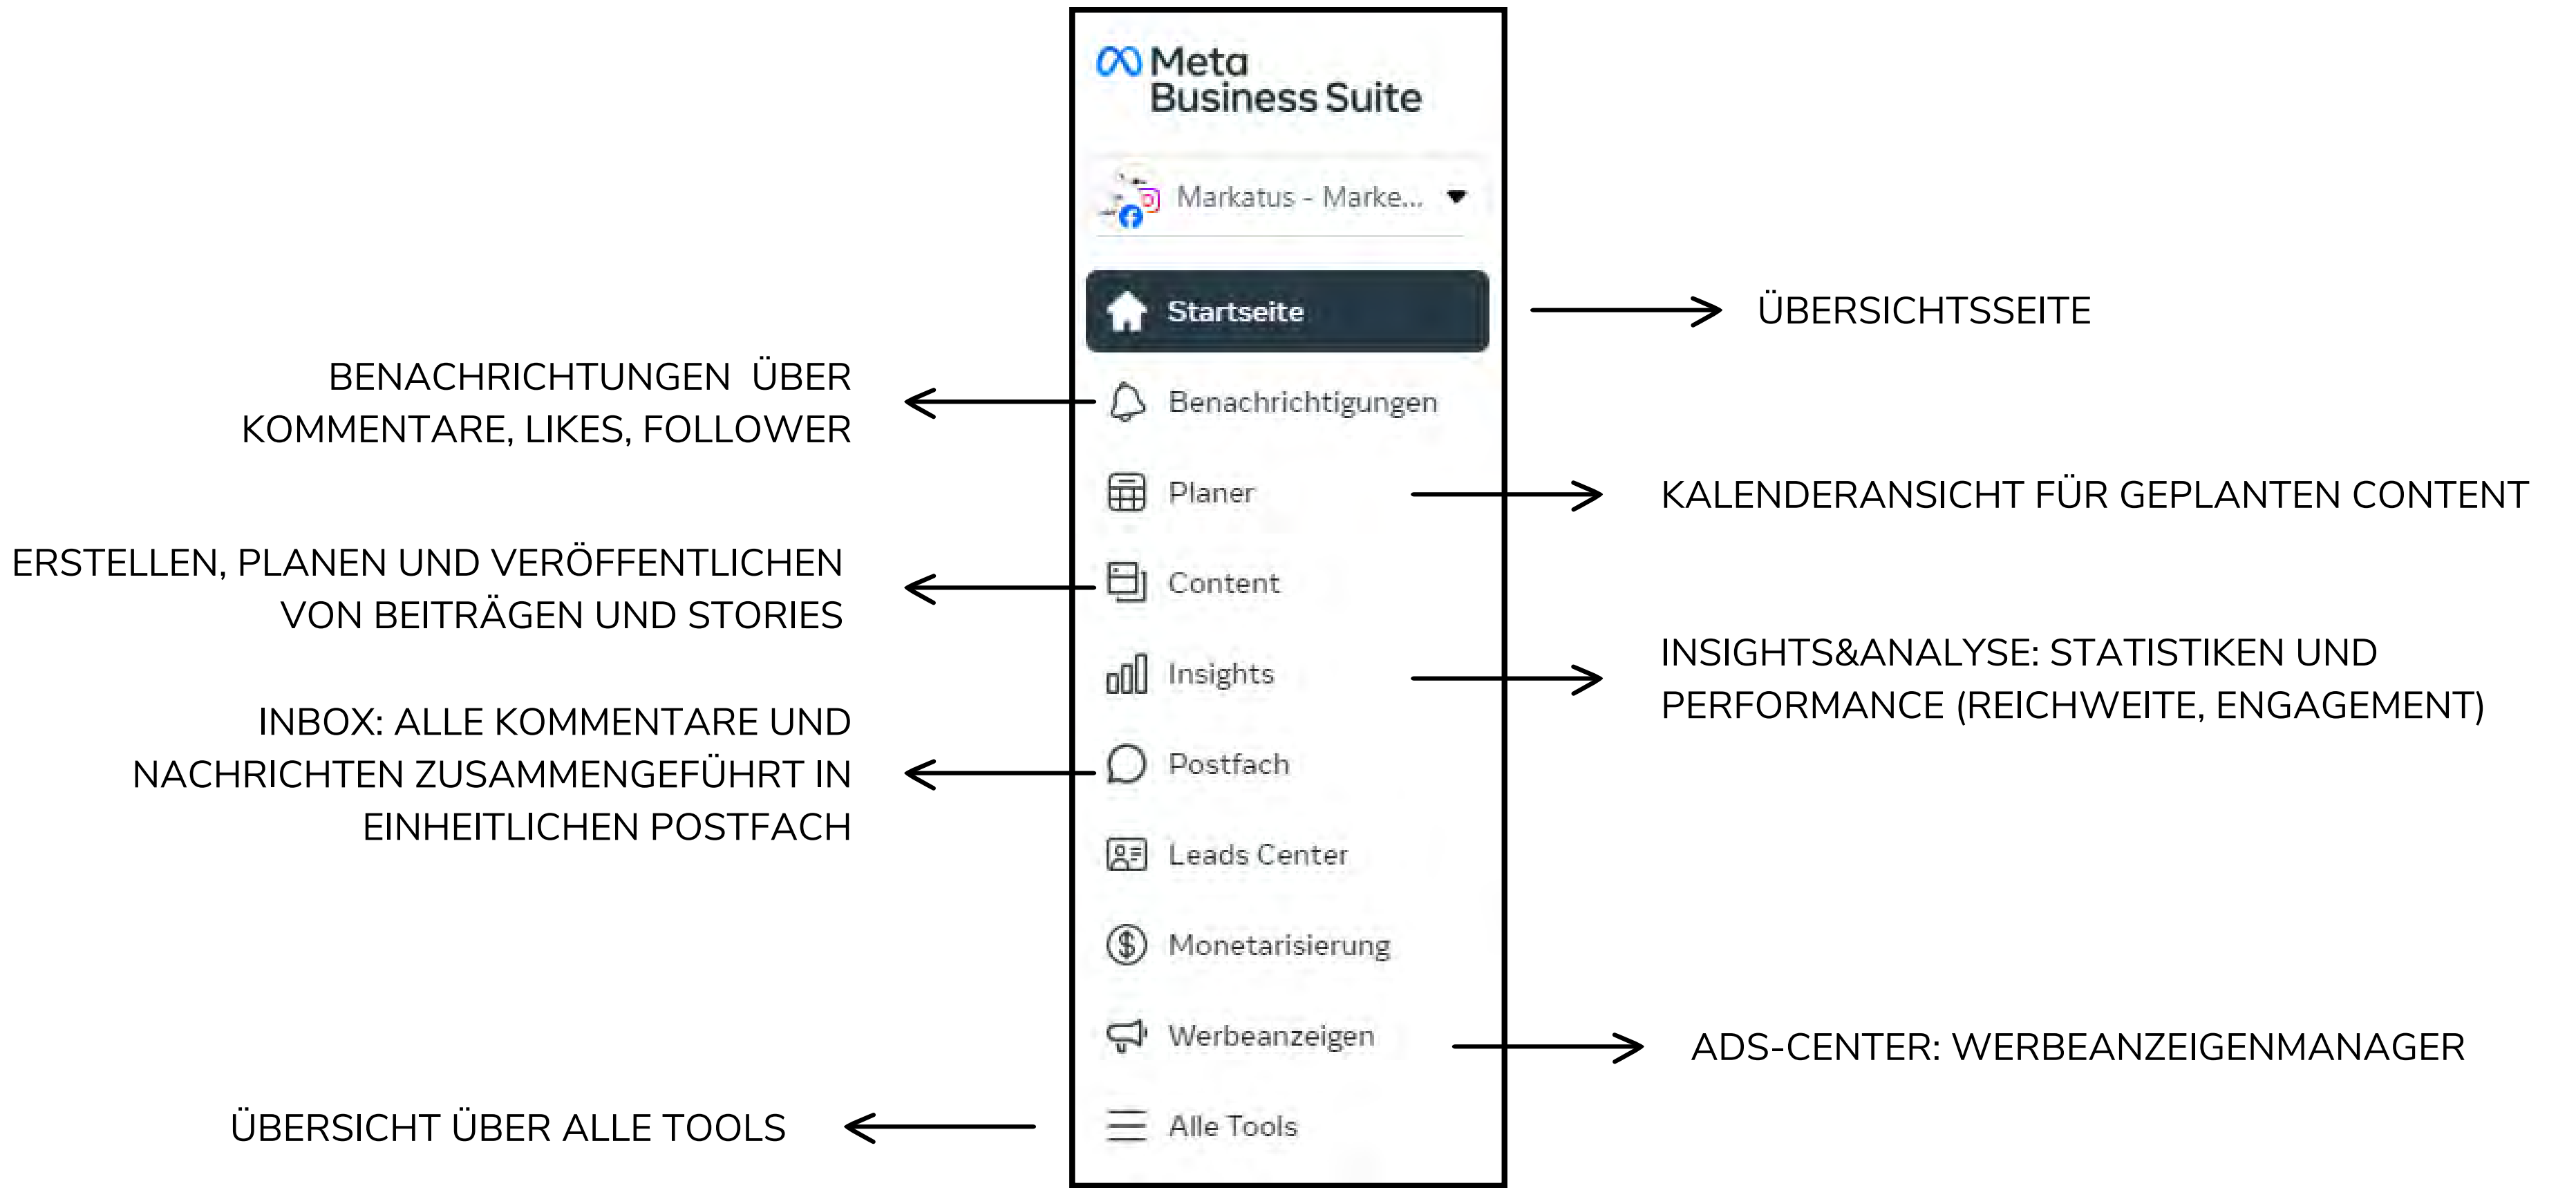 Meta
Business Suite
Markatus - Marke...
Startseite
ÜBERSICHTSSEITE
BENACHRICHTUNGEN ÜBER
KOMMENTARE, LIKES, FOLLOWER
Benachrichtigungen
Planer
KALENDERANSICHT FÜR GEPLANTEN CONTENT
ERSTELLEN, PLANEN UND VERÖFFENTLICHEN
VON BEITRÄGEN UND STORIES
Content
Insights
INSIGHTS&ANALYSE: STATISTIKEN UND
PERFORMANCE (REICHWEITE, ENGAGEMENT)
INBOX: ALLE KOMMENTARE UND
NACHRICHTEN ZUSAMMENGEFÜHRT IN
EINHEITLICHEN POSTFACH
Postfach
Leads Center
Monetarisierung
Werbeanzeigen
ADS-CENTER: WERBEANZEIGENMANAGER
ÜBERSICHT ÜBER ALLE TOOLS
Alle Tools